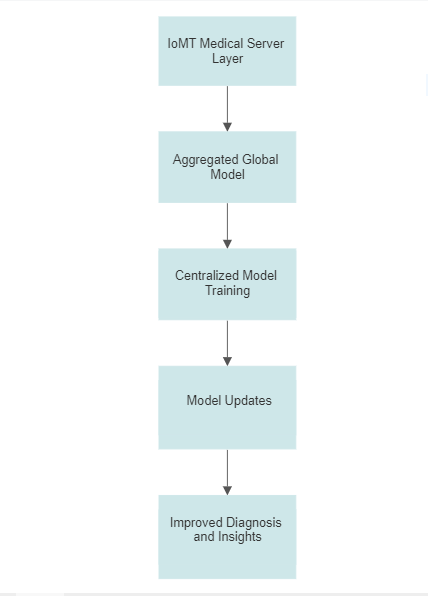 IoMT Medical Server
Layer
Aggregated Global
Model
Centralized Model
Training
Model Updates
Improved Diagnosis
and Insights